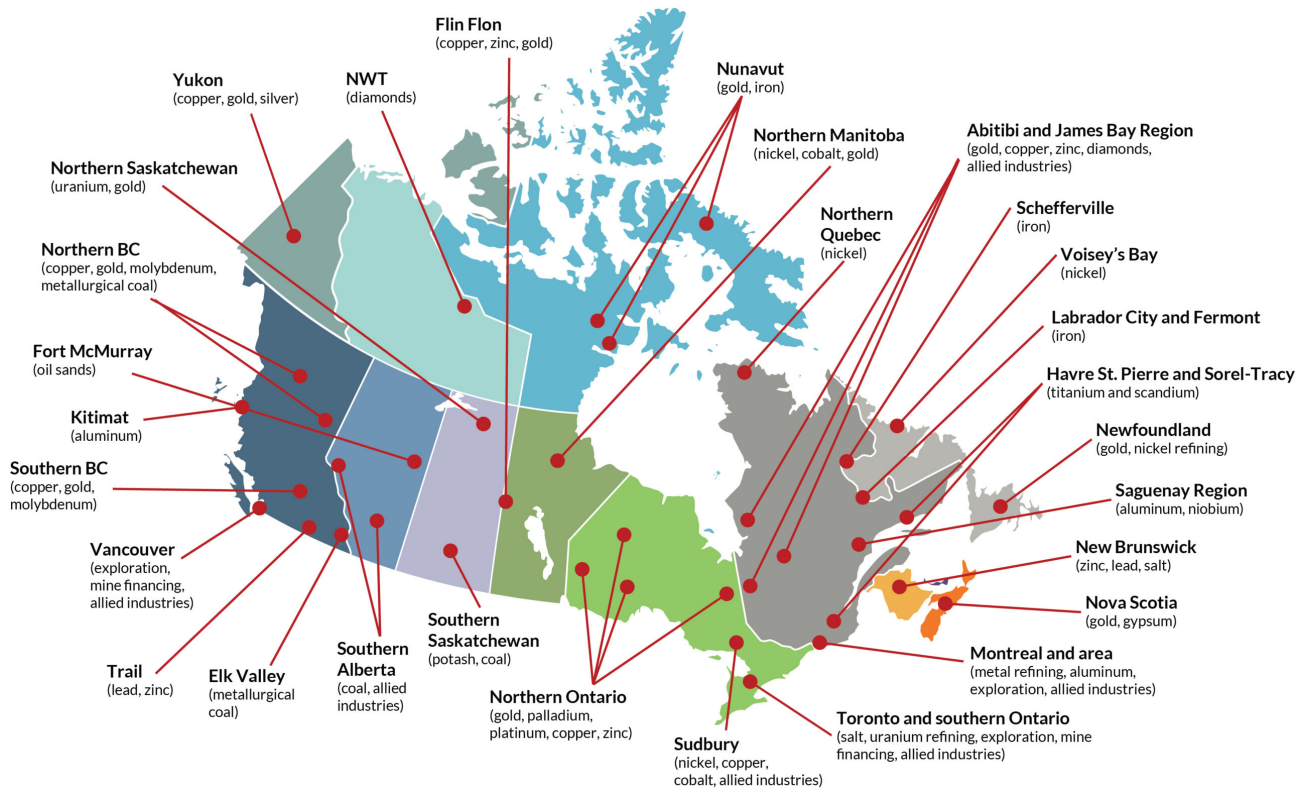 Flin Flon
(copper, zinc, gold)
Yukon
(copper, gold, silver)
NWT
(diamonds)
Nunavut
(gold, iron)
Northern Manitoba
(nickel, cobalt, gold)
Abitibi and James Bay Region
(gold, copper, zinc, diamonds,
allied industries)
Northern Saskatchewan
(uranium, gold)
Northern
Quebec
(nickel)
Schefferville
(iron)
Northern BC
(copper, gold, molybdenum,
metallurgical coal)
Voisey's Bay
(nickel)
Labrador City and Fermont
(iron)
Fort McMurray
(oil sands)
Havre St. Pierre and Sorel-Tracy
(titanium and scandium)
Kitimat
(aluminum)
Newfoundland
(gold, nickel refining)
Southern BC
(copper, gold,
molybdenum)
Saguenay Region
(aluminum, niobium)
Vancouver
(exploration,
mine financing,
allied industries)
New Brunswick
(zinc, lead, salt)
Nova Scotia
(gold, gypsum)
Trail
(lead, zinc)
Elk Valley
(metallurgical
coal)
Southern
Alberta
(coal, allied
industries)
Southern
Saskatchewan
(potash, coal)
Northern Ontario
(gold, palladium,
platinum, copper, zinc)
Montreal and area
(metal refining, aluminum,
exploration, allied industries)
Sudbury
(nickel, copper,
cobalt, allied industries)
Toronto and southern Ontario
(salt, uranium refining, exploration, mine
financing, allied industries)